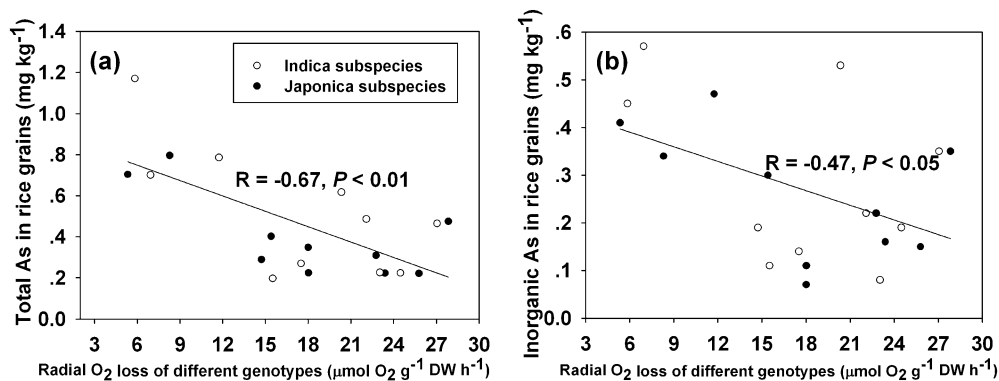 (a)
Indica subspecies
Japonica subspecies
R = -0.67, P < 0.01
Total As in rice grains (mg kg-1)
1.4
1.2
1.0
.8
.6
.4
.2
0.0
3 6 9 12 15 18 21 24 27 30
Radial O2 loss of different genotypes (μmol O2 g-1 DW h-1)
(b)
R = -0.47, P < 0.05
Inorganic As in rice grains (mg kg-1)
.6
.5
.4
.3
.2
.1
0.0
3 6 9 12 15 18 21 24 27 30
Radial O2 loss of different genotypes (μmol O2 g-1 DW h-1)